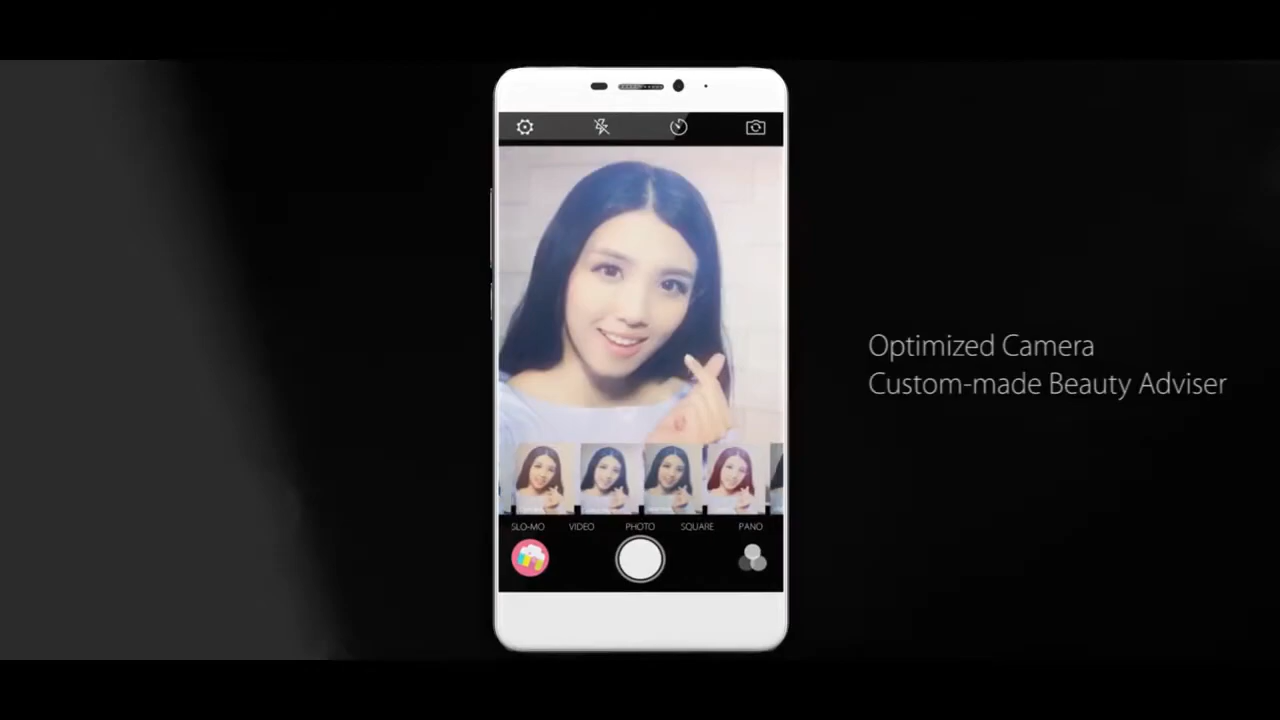 Optimized Camera
Custom-made Beauty Adviser
SLO-MO VIDEO PHOTO SQUARE PANO